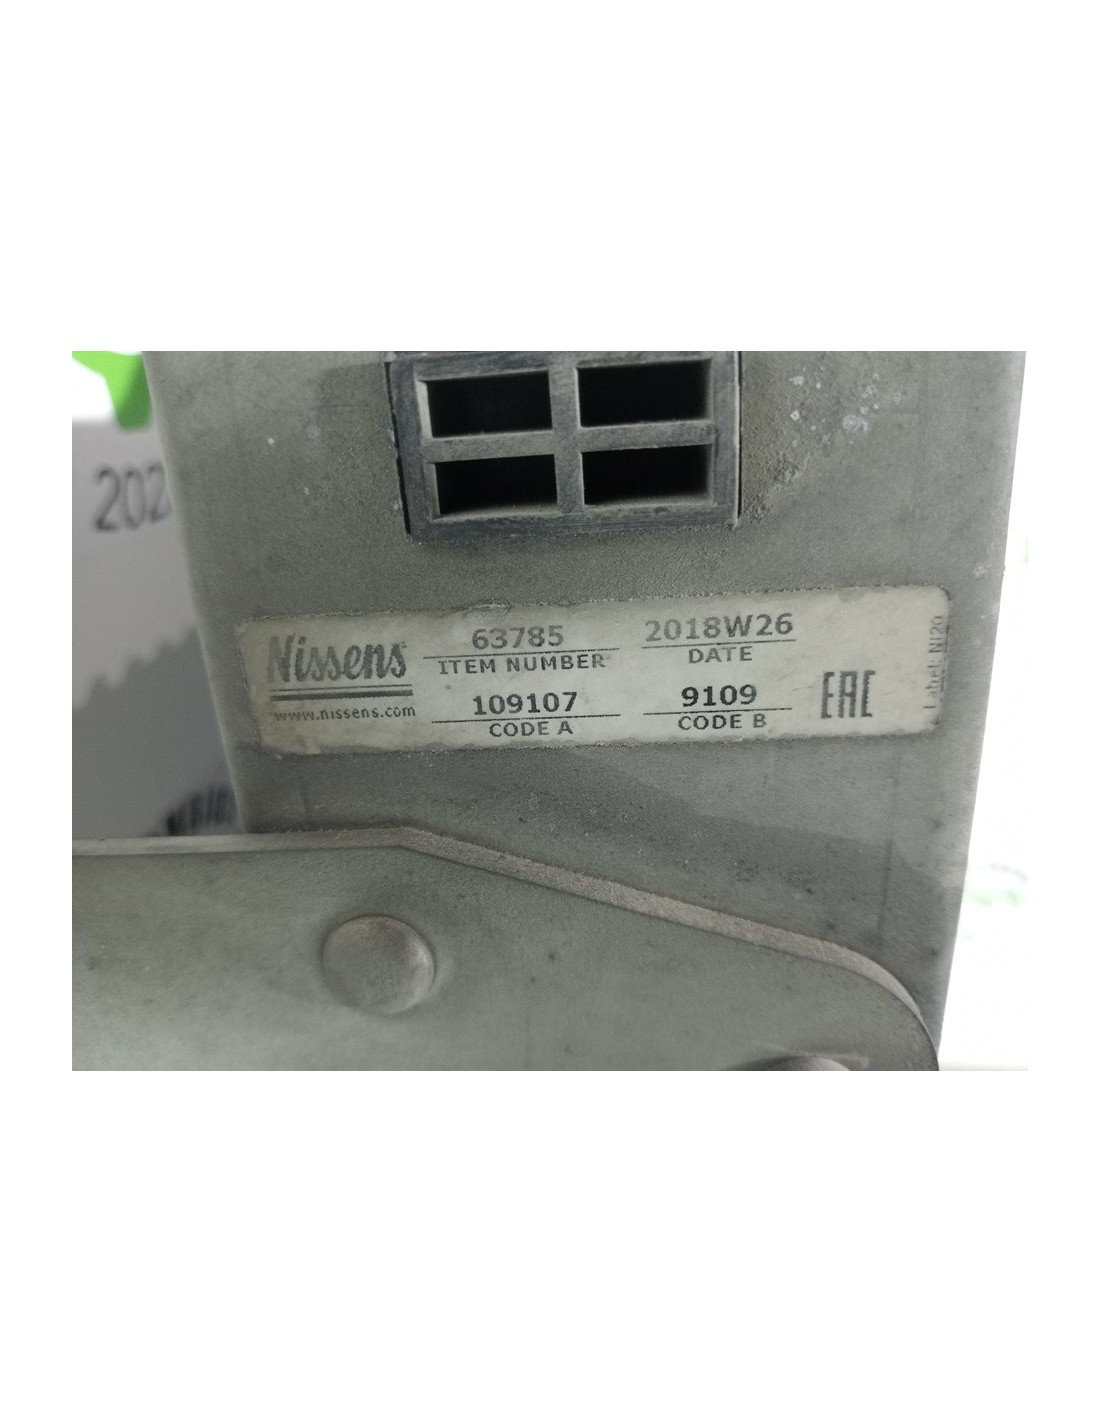 202
Nissens
www.nissens.com
63785
ITEM NUMBER
109107
CODE A
2018W26
DATE
9109
CODE B
EAC
Label: NI20